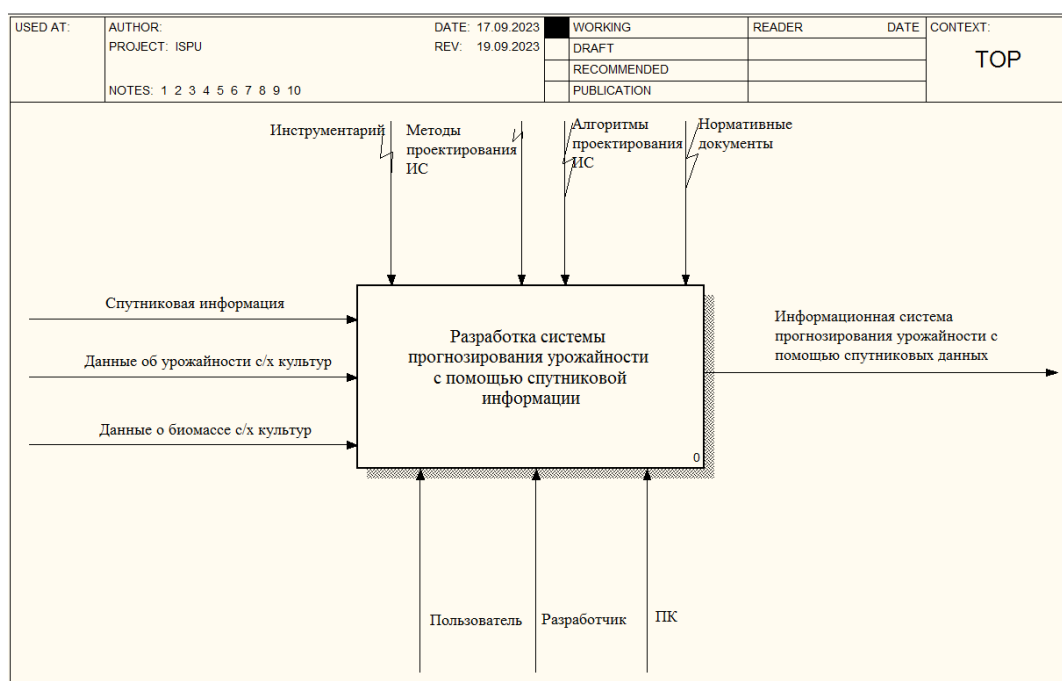 USED AT:
AUTHOR:
DATE: 17.09.2023
PROJECT: ISPU
REV: 19.09.2023
NOTES: 1 2 3 4 5 6 7 8 9 10
WORKING
DRAFT
RECOMMENDED
PUBLICATION
READER
DATE
CONTEXT:
TOP
Инструментарий
Методы
проектирования
ИС
Алгоритмы
проектирования
ИС
Нормативные
документы
Спутниковая информация
Данные об урожайности с/х культур
Данные о биомассе с/х культур
Разработка системы
прогнозирования урожайности
с помощью спутниковой
информации
0
Информационная система
прогнозирования урожайности с
помощью спутниковых данных
Пользователь
Разработчик
ПК